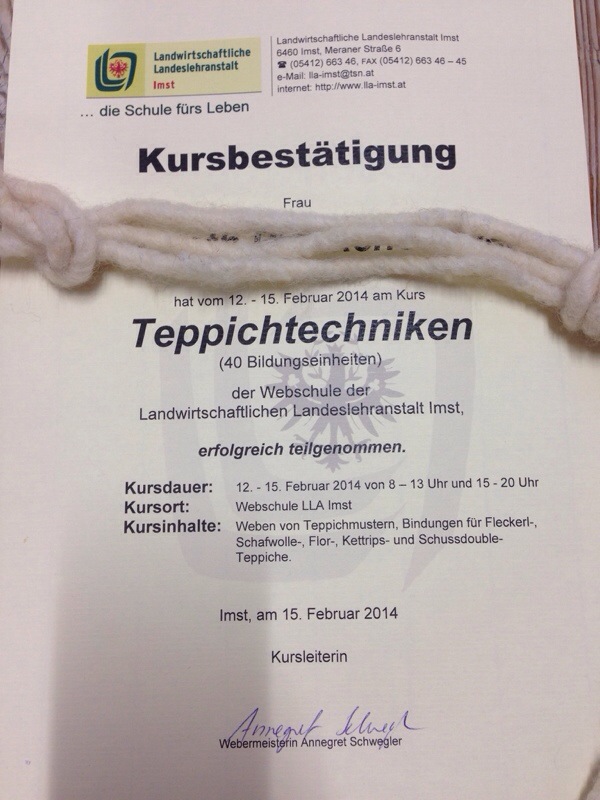 Landwirtschaftliche
Landeslehranstalt
Imst
... die Schule fürs Leben
Landwirtschaftliche Landeslehranstalt Imst
6460 Imst, Meraner Straße 6
☎ (05412) 663 46, FAX (05412) 663 46 – 45
e-Mail: lla-imst@tsn.at
internet: http://www.lla-imst.at
Kursbestätigung
Frau
hat vom 12. - 15. Februar 2014 am Kurs
Teppichtechniken
(40 Bildungseinheiten)
der Webschule der
Landwirtschaftlichen Landeslehranstalt Imst,
erfolgreich teilgenommen.
Kursdauer: 12. - 15. Februar 2014 von 8 – 13 Uhr und 15 - 20 Uhr
Kursort: Webschule LLA Imst
Kursinhalte: Weben von Teppichmustern, Bindungen für Fleckerl-,
Schafwolle-, Flor-, Kettrips- und Schussdouble-
Teppiche.
Imst, am 15. Februar 2014
Kursleiterin
Annegret Schwegler
Webermeisterin Annegret Schwegler